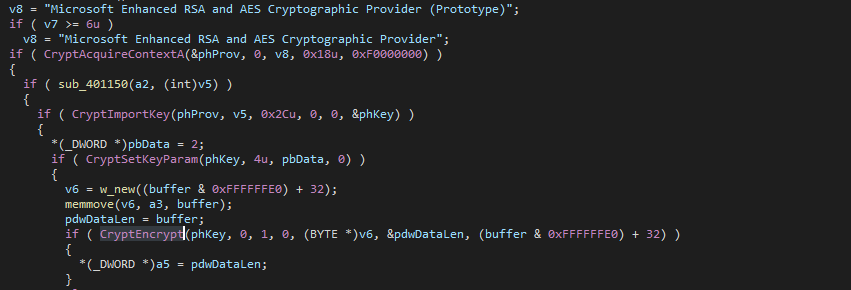 v8 = "Microsoft Enhanced RSA and AES Cryptographic Provider (Prototype)";
if ( v7 >= 6u )
  v8 = "Microsoft Enhanced RSA and AES Cryptographic Provider";
if ( CryptAcquireContextA(&phProv, 0, v8, 0x18u, 0xF0000000) )
{
  if ( sub_401150(a2, (int)v5) )
  {
    if ( CryptImportKey(phProv, v5, 0x2Cu, 0, 0, &phKey) )
    {
      *(_DWORD *)pbData = 2;
      if ( CryptSetKeyParam(phKey, 4u, pbData, 0) )
      {
        v6 = w_new((buffer & 0xFFFFFFE0) + 32);
        memmove(v6, a3, buffer);
        pdwDataLen = buffer;
        if ( CryptEncrypt(phKey, 0, 1, 0, (BYTE *)v6, &pdwDataLen, (buffer & 0xFFFFFFE0) + 32) )
        {
          *(_DWORD *)a5 = pdwDataLen;
        }